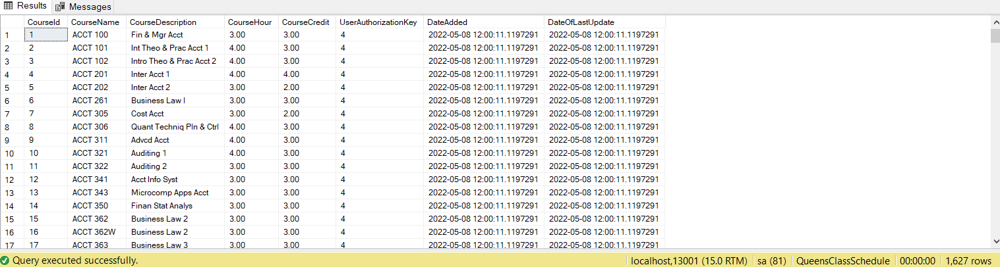 Results Messages
CourseId CourseName CourseDescription CourseHour CourseCredit UserAuthorizationKey DateAdded DateOfLastUpdate
1 1 ACCT 100 Fin & Mgr Acct 3.00 3.00 4 2022-05-08 12:00:11.1197291 2022-05-08 12:00:11.1197291
2 2 ACCT 101 Int Theo & Prac Acct 1 4.00 3.00 4 2022-05-08 12:00:11.1197291 2022-05-08 12:00:11.1197291
3 3 ACCT 102 Intro Theo & Prac Acct 2 4.00 3.00 4 2022-05-08 12:00:11.1197291 2022-05-08 12:00:11.1197291
4 4 ACCT 201 Inter Acct 1 4.00 4.00 4 2022-05-08 12:00:11.1197291 2022-05-08 12:00:11.1197291
5 5 ACCT 202 Inter Acct 2 3.00 2.00 4 2022-05-08 12:00:11.1197291 2022-05-08 12:00:11.1197291
6 6 ACCT 261 Business Law I 3.00 3.00 4 2022-05-08 12:00:11.1197291 2022-05-08 12:00:11.1197291
7 7 ACCT 305 Cost Acct 3.00 2.00 4 2022-05-08 12:00:11.1197291 2022-05-08 12:00:11.1197291
8 8 ACCT 306 Quant Techniq Pln & Ctrl 4.00 3.00 4 2022-05-08 12:00:11.1197291 2022-05-08 12:00:11.1197291
9 9 ACCT 311 Advcd Acct 4.00 3.00 4 2022-05-08 12:00:11.1197291 2022-05-08 12:00:11.1197291
10 10 ACCT 321 Auditing 1 4.00 3.00 4 2022-05-08 12:00:11.1197291 2022-05-08 12:00:11.1197291
11 11 ACCT 322 Auditing 2 3.00 3.00 4 2022-05-08 12:00:11.1197291 2022-05-08 12:00:11.1197291
12 12 ACCT 341 Acct Info Syst 3.00 3.00 4 2022-05-08 12:00:11.1197291 2022-05-08 12:00:11.1197291
13 13 ACCT 343 Microcomp Apps Acct 3.00 3.00 4 2022-05-08 12:00:11.1197291 2022-05-08 12:00:11.1197291
14 14 ACCT 350 Finan Stat Analys 3.00 3.00 4 2022-05-08 12:00:11.1197291 2022-05-08 12:00:11.1197291
15 15 ACCT 362 Business Law 2 3.00 3.00 4 2022-05-08 12:00:11.1197291 2022-05-08 12:00:11.1197291
16 16 ACCT 362W Business Law 2 3.00 3.00 4 2022-05-08 12:00:11.1197291 2022-05-08 12:00:11.1197291
17 17 ACCT 363 Business Law 3 3.00 3.00 4 2022-05-08 12:00:11.1197291 2022-05-08 12:00:11.1197291
Query executed successfully. localhost,13001 (15.0 RTM) sa (81) QueensClassSchedule 00:00:00 1,627 rows